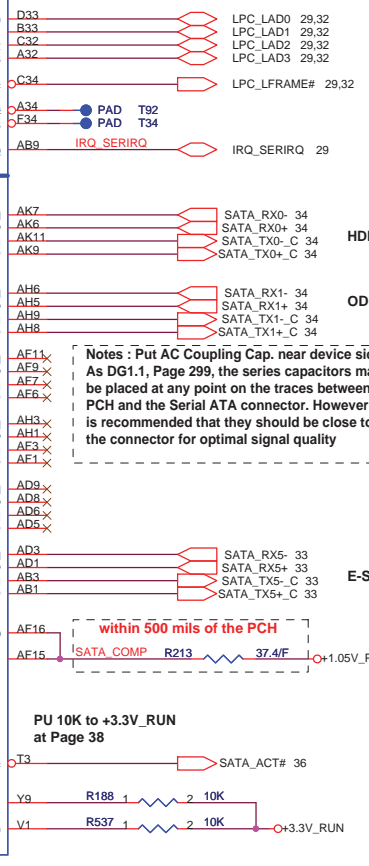 D33 LPC_LAD0 29,32
B33 LPC_LAD1 29,32
C32 LPC_LAD2 29,32
A32 LPC_LAD3 29,32
C34 LPC_LFRAME# 29,32
A34 PAD T92
F34 PAD T34
AB9 IRQ_SERIRQ IRQ_SERIRQ 29
AK7 SATA_RX0- 34
AK6 SATA_RX0+ 34
AK11 SATA_TX0-_C 34 HD
AK9 SATA_TX0+_C 34
AH6 SATA_RX1- 34
AH5 SATA_RX1+ 34 OD
AH9 SATA_TX1-_C 34
AH8 SATA_TX1+_C 34
AF11 Notes : Put AC Coupling Cap. near device si
AF9 As DG1.1, Page 299, the series capacitors ma
AF7 be placed at any point on the traces between
AF6 PCH and the Serial ATA connector. However
AH3 is recommended that they should be close to
AH1 the connector for optimal signal quality
AF3
AF1
AD9
AD8
AD6
AD5
AD3 SATA_RX5- 33
AD1 SATA_RX5+ 33
AB3 SATA_TX5-_C 33 E-S
AB1 SATA_TX5+_C 33
AF16 within 500 mils of the PCH
AF15 SATA_COMP R213 37.4/F +1.05V_
PU 10K to +3.3V_RUN
at Page 38
T3 SATA_ACT# 36
Y9 R188 1 2 10K
V1 R537 1 2 10K +3.3V_RUN